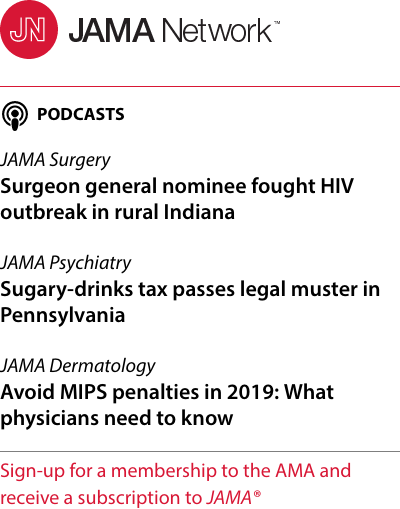 JN JAMA Network™
PODCASTS
JAMA Surgery
Surgeon general nominee fought HIV
outbreak in rural Indiana
JAMA Psychiatry
Sugary-drinks tax passes legal muster in
Pennsylvania
JAMA Dermatology
Avoid MIPS penalties in 2019: What
physicians need to know
Sign-up for a membership to the AMA and
receive a subscription to JAMA®